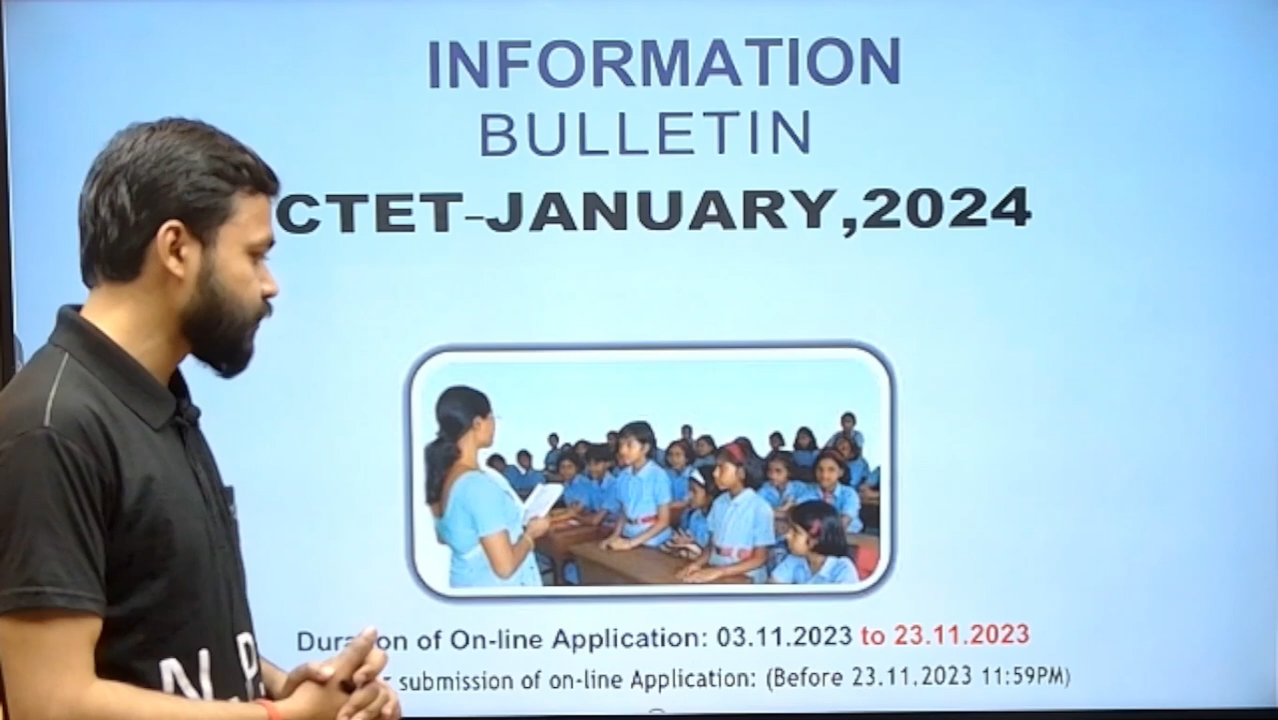 INFORMATION
BULLETIN
CTET-JANUARY,2024
of On-line Application: 03.11.2023 to 23.11.2023
submission of on-line Application: (Before 23.11.2023 11:59PM)